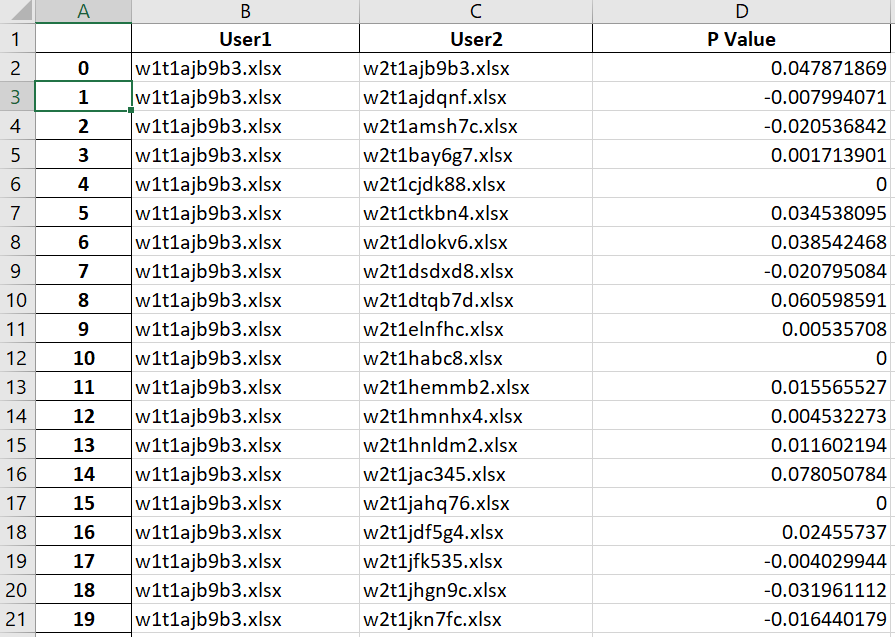 A B C D
1 User1 User2 P Value
2 0 w1t1ajb9b3.xlsx w2t1ajb9b3.xlsx 0.047871869
3 1 w1t1ajb9b3.xlsx w2t1ajdqnf.xlsx -0.007994071
4 2 w1t1ajb9b3.xlsx w2t1amsh7c.xlsx -0.020536842
5 3 w1t1ajb9b3.xlsx w2t1bay6g7.xlsx 0.001713901
6 4 w1t1ajb9b3.xlsx w2t1cjdk88.xlsx 0
7 5 w1t1ajb9b3.xlsx w2t1ctkbn4.xlsx 0.034538095
8 6 w1t1ajb9b3.xlsx w2t1dlokv6.xlsx 0.038542468
9 7 w1t1ajb9b3.xlsx w2t1dsdxd8.xlsx -0.020795084
10 8 w1t1ajb9b3.xlsx w2t1dtqb7d.xlsx 0.060598591
11 9 w1t1ajb9b3.xlsx w2t1elnfhc.xlsx 0.00535708
12 10 w1t1ajb9b3.xlsx w2t1habc8.xlsx 0
13 11 w1t1ajb9b3.xlsx w2t1hemmb2.xlsx 0.015565527
14 12 w1t1ajb9b3.xlsx w2t1hmnhx4.xlsx 0.004532273
15 13 w1t1ajb9b3.xlsx w2t1hnldm2.xlsx 0.011602194
16 14 w1t1ajb9b3.xlsx w2t1jac345.xlsx 0.078050784
17 15 w1t1ajb9b3.xlsx w2t1jahq76.xlsx 0
18 16 w1t1ajb9b3.xlsx w2t1jdf5g4.xlsx 0.02455737
19 17 w1t1ajb9b3.xlsx w2t1jfk535.xlsx -0.004029944
20 18 w1t1ajb9b3.xlsx w2t1jhgn9c.xlsx -0.031961112
21 19 w1t1ajb9b3.xlsx w2t1jkn7fc.xlsx -0.016440179